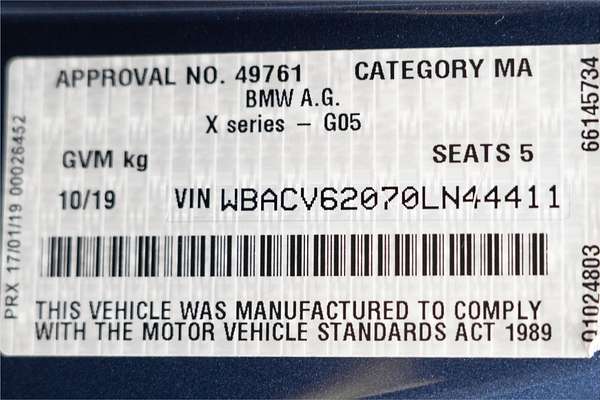 APPROVAL NO. 49761 CATEGORY MA
BMW A.G.
X series – G05
GVM kg SEATS 5
10/19 VIN WBACV62070LN44411
THIS VEHICLE WAS MANUFACTURED TO COMPLY
WITH THE MOTOR VEHICLE STANDARDS ACT 1989
PRX 17/01/19 00026452
66145734
01024803